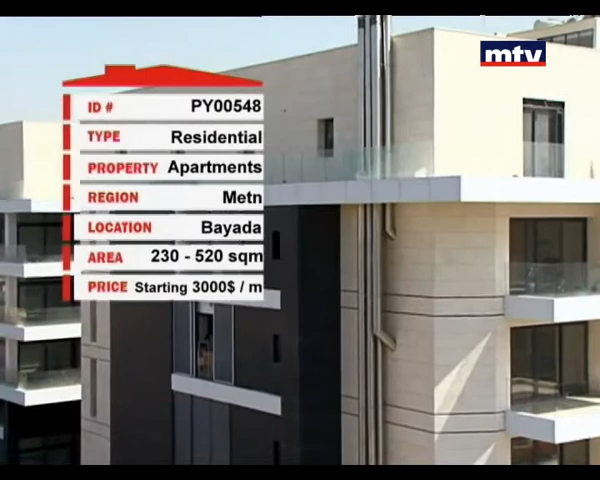 mtv
ID # PY00548
TYPE Residential
PROPERTY Apartments
REGION Metn
LOCATION Bayada
AREA 230 - 520 sqm
PRICE Starting 3000$ / m